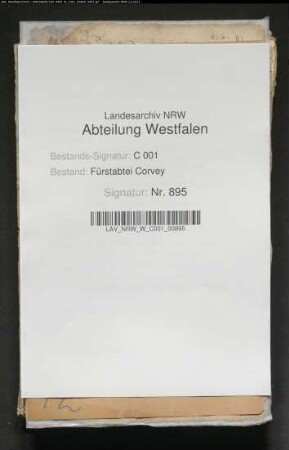 Landesarchiv NRW
Abteilung Westfalen
Bestands-Signatur: C 001
Bestand: Fürstabtei Corvey
Signatur: Nr. 895
LAV_NRW_W_C001_00895